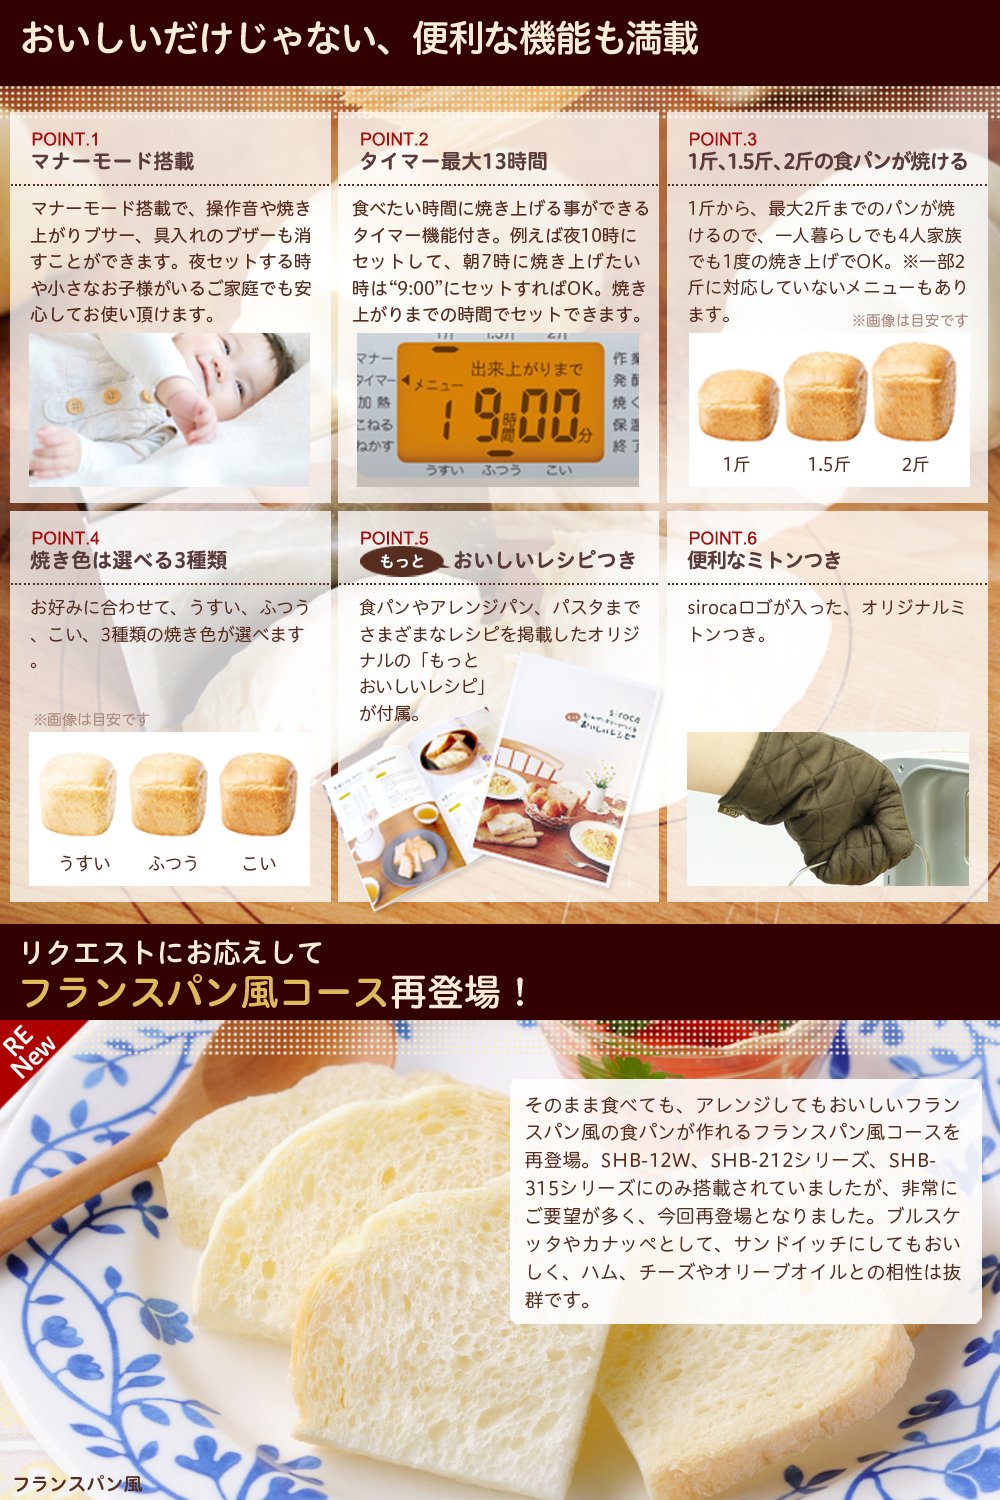 おいしいだけじゃない、便利な機能も満載
POINT.1
マナーモード搭載
マナーモード搭載で、操作音や焼き
上がりブサー、具入れのブザーも消
すことができます。夜セットする時
や小さなお子様がいるご家庭でも安
心してお使い頂けます。
POINT.2
タイマー最大13時間
食べたい時間に焼き上げる事ができる
タイマー機能付き。例えば夜10時に
セットして、朝7時に焼き上げたい
時は“9:00”にセットすればOK。焼き
上がりまでの時間でセットできます。
1斤 1.5斤 2斤
マナー
タイマー
加熱
こねる
ねかす
出来上がりまで
メニュー
1 9時間00分
作業
発酵
焼く
保温
終了
うすい ふつう こい
POINT.3
1斤、1.5斤、2斤の食パンが焼ける
1斤から、最大2斤までのパンが焼
けるので、一人暮らしでも4人家族
でも1度の焼き上げでOK。※一部2
斤に対応していないメニューもあり
ます。
※画像は目安です
1斤 1.5斤 2斤
POINT.4
焼き色は選べる3種類
お好みに合わせて、うすい、ふつう
、こい、3種類の焼き色が選べます
。
※画像は目安です
うすい ふつう こい
POINT.5
もっと おいしいレシピつき
食パンやアレンジパン、パスタまで
さまざまなレシピを掲載したオリジ
ナルの「もっと
おいしいレシピ」
が付属。
siroca
おいしいレシピ
POINT.6
便利なミトンつき
sirocaロゴが入った、オリジナルミ
トンつき。
リクエストにお応えして
フランスパン風コース再登場！
RE
New
そのまま食べても、アレンジしてもおいしいフラン
スパン風の食パンが作れるフランスパン風コースを
再登場。SHB-12W、SHB-212シリーズ、SHB-
315シリーズにのみ搭載されていましたが、非常に
ご要望が多く、今回再登場となりました。ブルスケ
ッタやカナッペとして、サンドイッチにしてもおい
しく、ハム、チーズやオリーブオイルとの相性は抜
群です。
フランスパン風